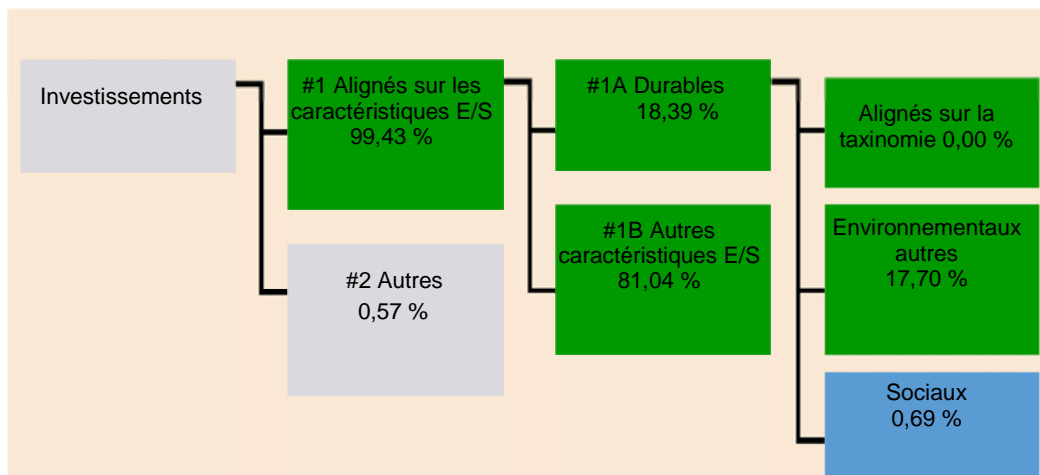 Investissements
#1 Alignés sur les
caractéristiques E/S
99,43 %
#2 Autres
0,57 %
#1A Durables
18,39 %
#1B Autres
caractéristiques E/S
81,04 %
Alignés sur la
taxinomie 0,00 %
Environnementaux
autres
17,70 %
Sociaux
0,69 %